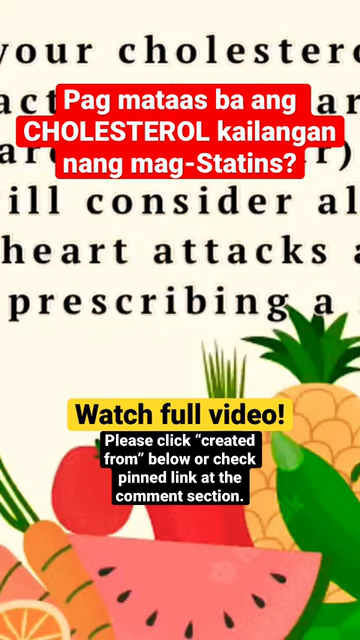 your cholestero
Pag mataas ba ang
CHOLESTEROL kailangan
nang mag-Statins?
ill consider al
heart attacks a
prescribing a
Watch full video!
Please click “created
from” below or check
pinned link at the
comment section.